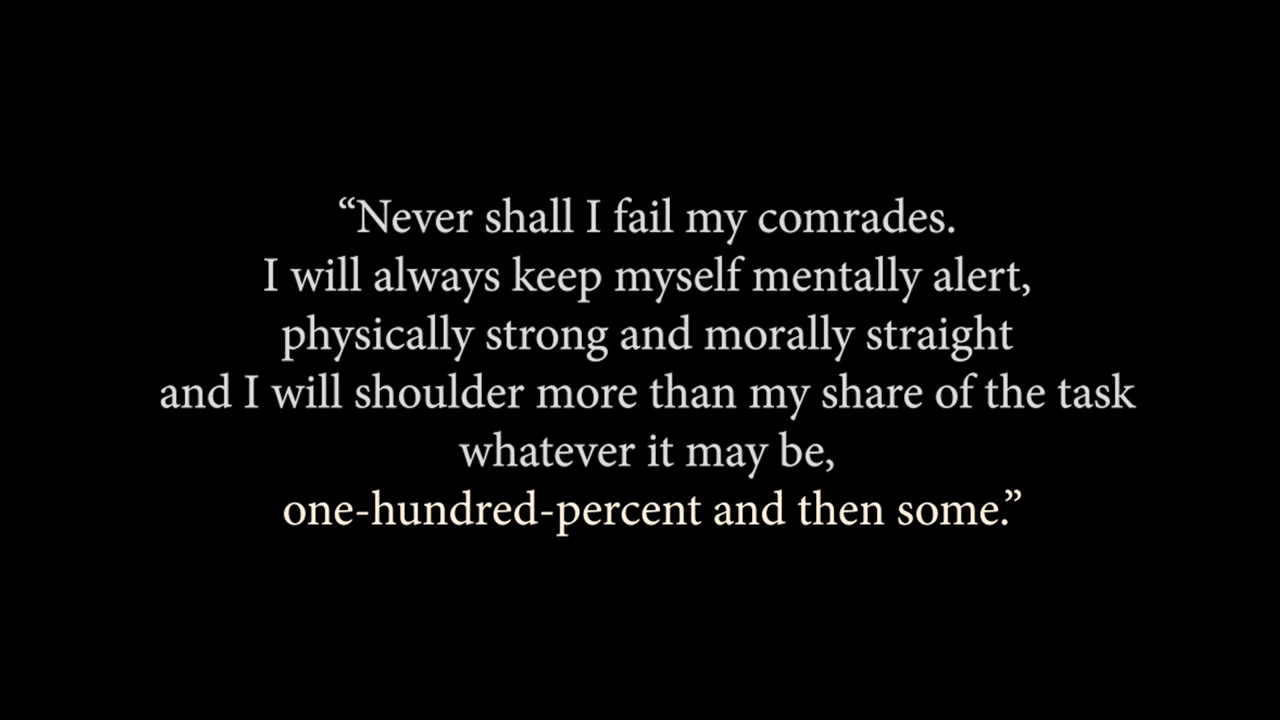 “Never shall I fail my comrades.
I will always keep myself mentally alert,
physically strong and morally straight
and I will shoulder more than my share of the task
whatever it may be,
one-hundred-percent and then some.”